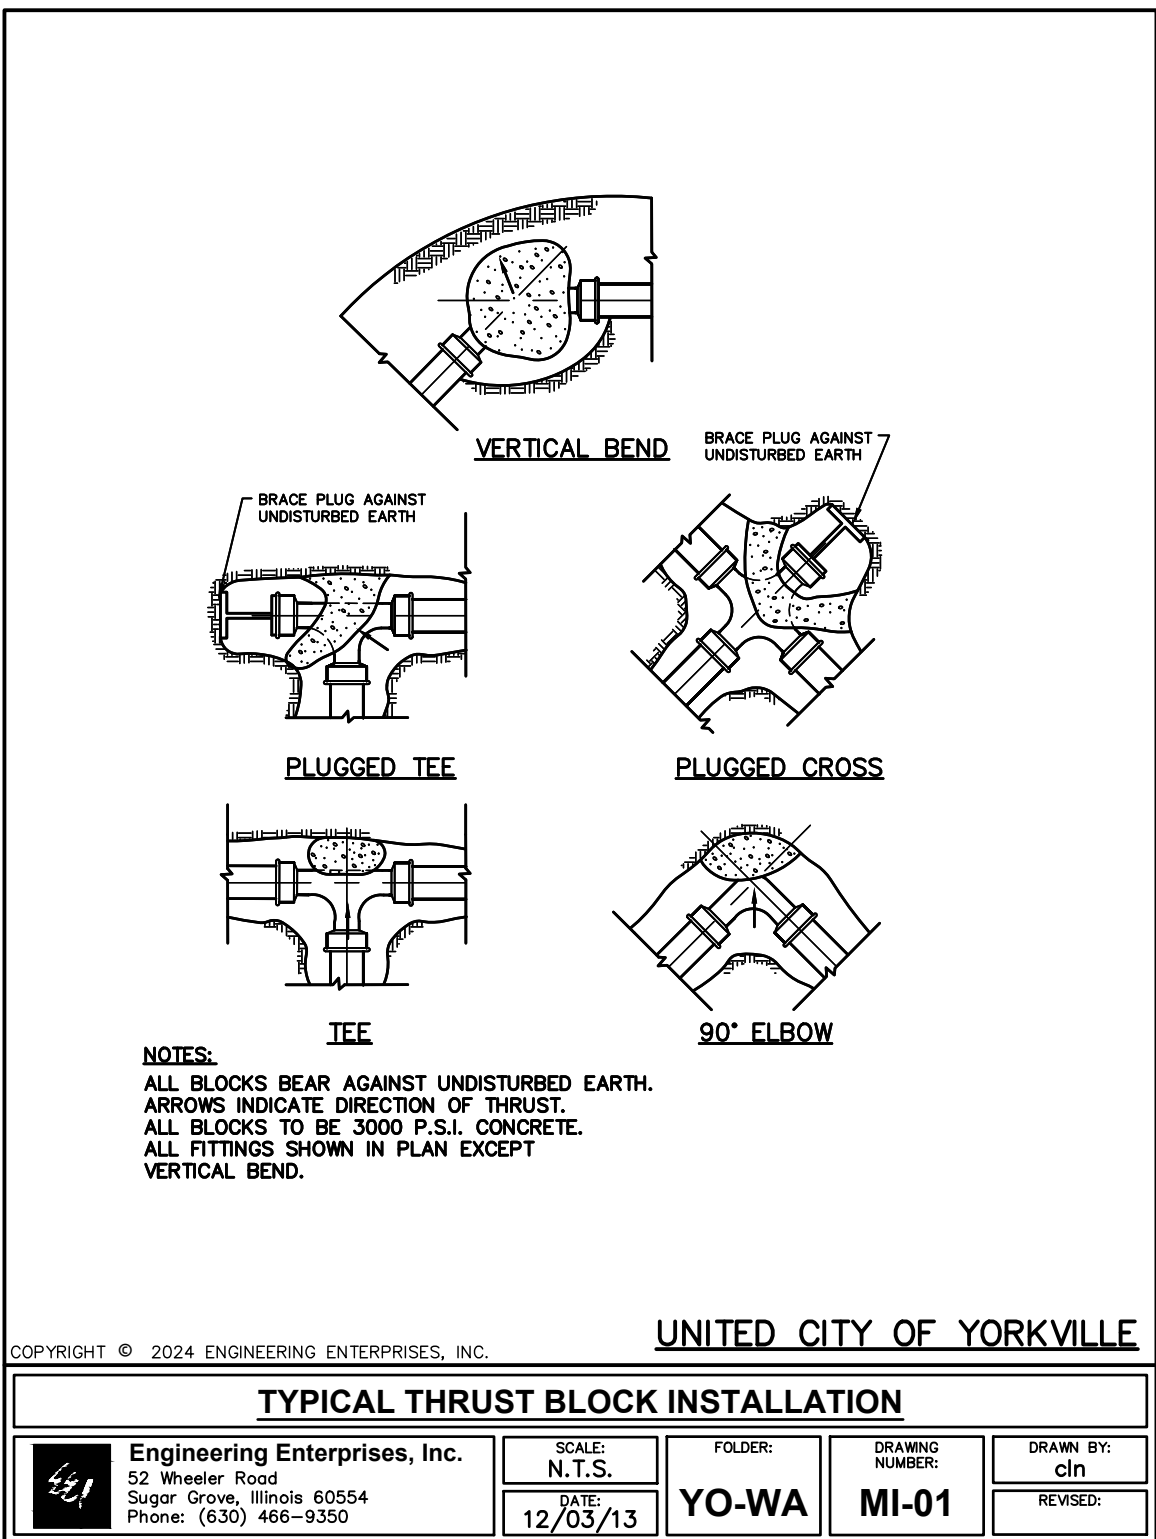 VERTICAL BEND
BRACE PLUG AGAINST
UNDISTURBED EARTH
BRACE PLUG AGAINST
UNDISTURBED EARTH
PLUGGED TEE
PLUGGED CROSS
TEE
90° ELBOW
NOTES:
ALL BLOCKS BEAR AGAINST UNDISTURBED EARTH.
ARROWS INDICATE DIRECTION OF THRUST.
ALL BLOCKS TO BE 3000 P.S.I. CONCRETE.
ALL FITTINGS SHOWN IN PLAN EXCEPT
VERTICAL BEND.
UNITED CITY OF YORKVILLE
COPYRIGHT © 2024 ENGINEERING ENTERPRISES, INC.
TYPICAL THRUST BLOCK INSTALLATION
Engineering Enterprises, Inc.
52 Wheeler Road
Sugar Grove, Illinois 60554
Phone: (630) 466-9350
SCALE:
N.T.S.
DATE:
12/03/13
FOLDER:
YO-WA
DRAWING
NUMBER:
MI-01
DRAWN BY:
cln
REVISED: